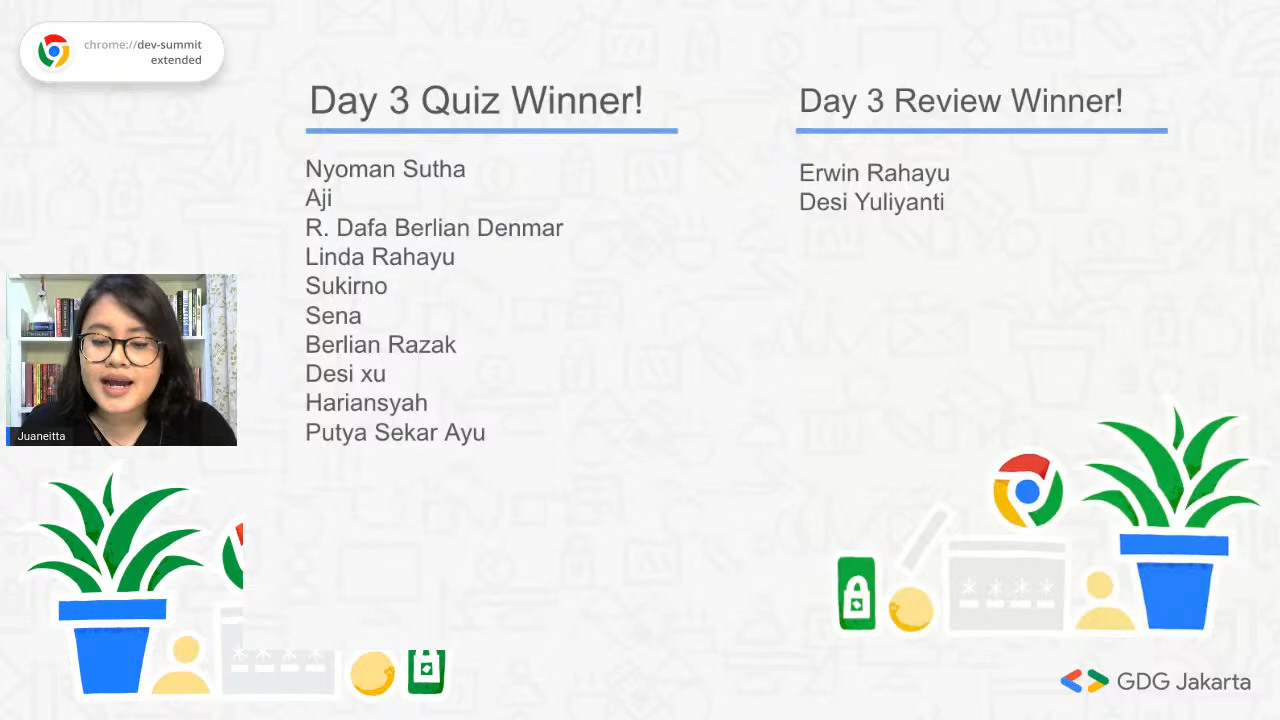 chrome://dev-summit
extended
Day 3 Quiz Winner!
Nyoman Sutha
Aji
R. Dafa Berlian Denmar
Linda Rahayu
Sukirno
Sena
Berlian Razak
Desi xu
Hariansyah
Putya Sekar Ayu
Day 3 Review Winner!
Erwin Rahayu
Desi Yuliyanti
Juaneitta
GDG Jakarta